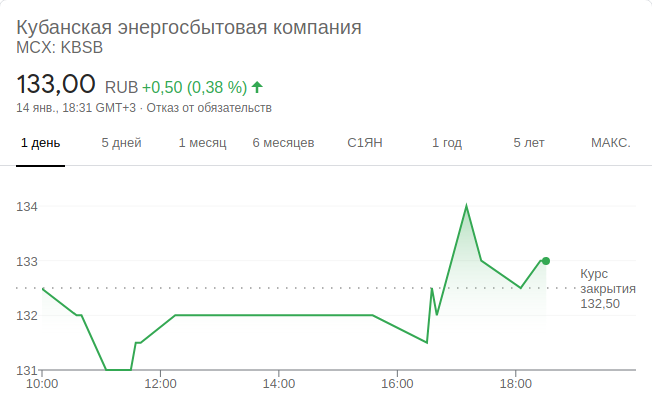 Кубанская энергосбытовая компания
MCX: KBSB
133,00 RUB +0,50 (0,38 %)
14 янв., 18:31 GMT+3 · Отказ от обязательств
1 день 5 дней 1 месяц 6 месяцев С1ЯН 1 год 5 лет МАКС.
134
133
Курс
закрытия
132,50
132
131
10:00 12:00 14:00 16:00 18:00